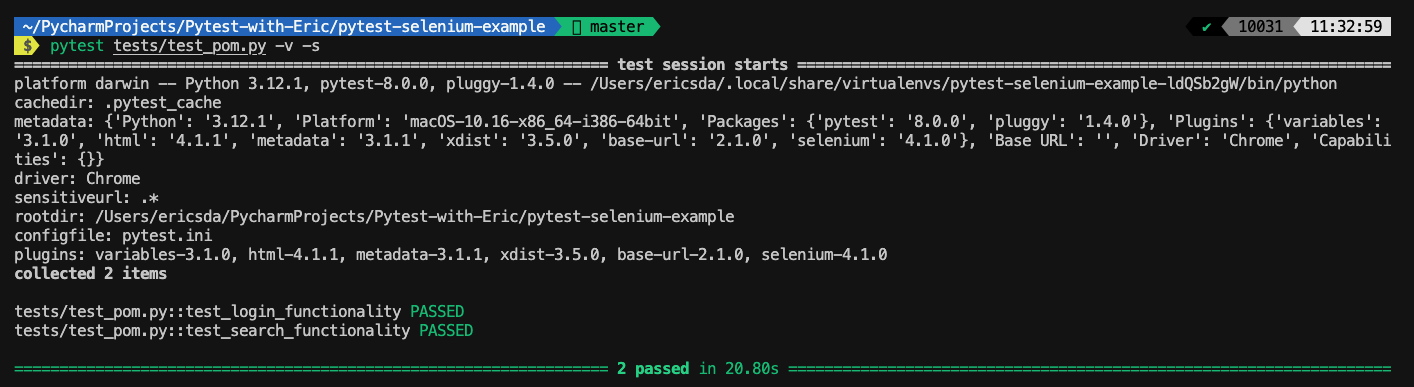 ~/PycharmProjects/Pytest-with-Eric/pytest-selenium-example master ✔ 10031 11:32:59
$ pytest tests/test_pom.py -v -s
============================= test session starts =============================
platform darwin -- Python 3.12.1, pytest-8.0.0, pluggy-1.4.0 -- /Users/ericsda/.local/share/virtualenvs/pytest-selenium-example-ldQSb2gW/bin/python
cachedir: .pytest_cache
metadata: {'Python': '3.12.1', 'Platform': 'macOS-10.16-x86_64-i386-64bit', 'Packages': {'pytest': '8.0.0', 'pluggy': '1.4.0'}, 'Plugins': {'variables':
'3.1.0', 'html': '4.1.1', 'metadata': '3.1.1', 'xdist': '3.5.0', 'base-url': '2.1.0', 'selenium': '4.1.0'}, 'Base URL': '', 'Driver': 'Chrome', 'Capabili
ties': {}}
driver: Chrome
sensitiveurl: .*
rootdir: /Users/ericsda/PycharmProjects/Pytest-with-Eric/pytest-selenium-example
configfile: pytest.ini
plugins: variables-3.1.0, html-4.1.1, metadata-3.1.1, xdist-3.5.0, base-url-2.1.0, selenium-4.1.0
collected 2 items
tests/test_pom.py::test_login_functionality PASSED
tests/test_pom.py::test_search_functionality PASSED
============================= 2 passed in 20.80s =============================